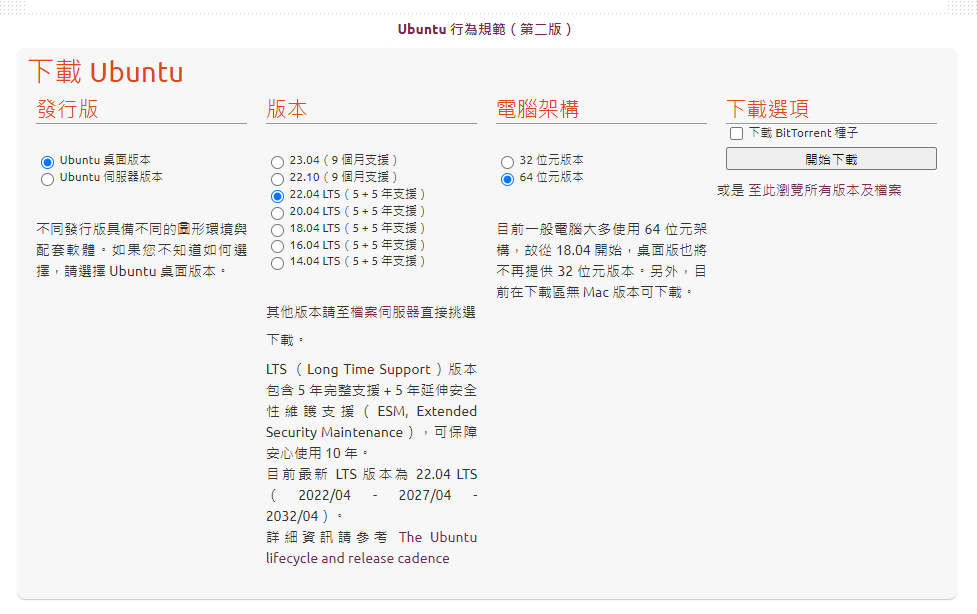 Ubuntu 行為規範（第二版）
下載 Ubuntu
發行版
Ubuntu 桌面版本
Ubuntu 伺服器版本
不同發行版具備不同的圖形環境與
配套軟體。如果您不知道如何選
擇，請選擇 Ubuntu 桌面版本。
版本
23.04（9 個月支援）
22.10（9 個月支援）
22.04 LTS（5 + 5 年支援）
20.04 LTS（5 + 5 年支援）
18.04 LTS（5 + 5 年支援）
16.04 LTS（5 + 5 年支援）
14.04 LTS（5 + 5 年支援）
其他版本請至檔案伺服器直接挑選
下載。
LTS（Long Time Support）版本
包含 5 年完整支援 + 5 年延伸安全
性維護支援（ESM, Extended
Security Maintenance），可保障
安心使用 10 年。
目前最新 LTS 版本為 22.04 LTS
（2022/04 - 2027/04 -
2032/04）。
詳細資訊請參考 The Ubuntu
lifecycle and release cadence
電腦架構
32 位元版本
64 位元版本
目前一般電腦大多使用 64 位元架
構，故從 18.04 開始，桌面版也將
不再提供 32 位元版本。另外，目
前在下載區無 Mac 版本可下載。
下載選項
下載 BitTorrent 種子
開始下載
或是 至此瀏覽所有版本及檔案